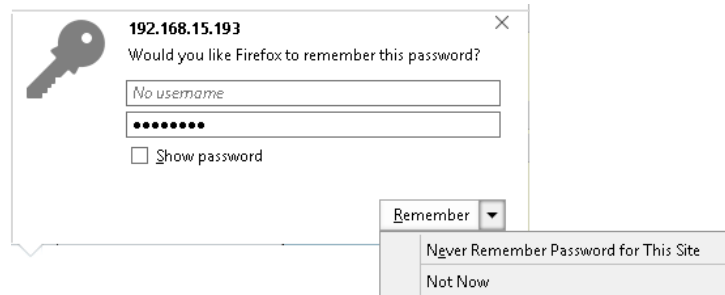 192.168.15.193
Would you like Firefox to remember this password?
No username
••••••••
Show password
Remember
Never Remember Password for This Site
Not Now